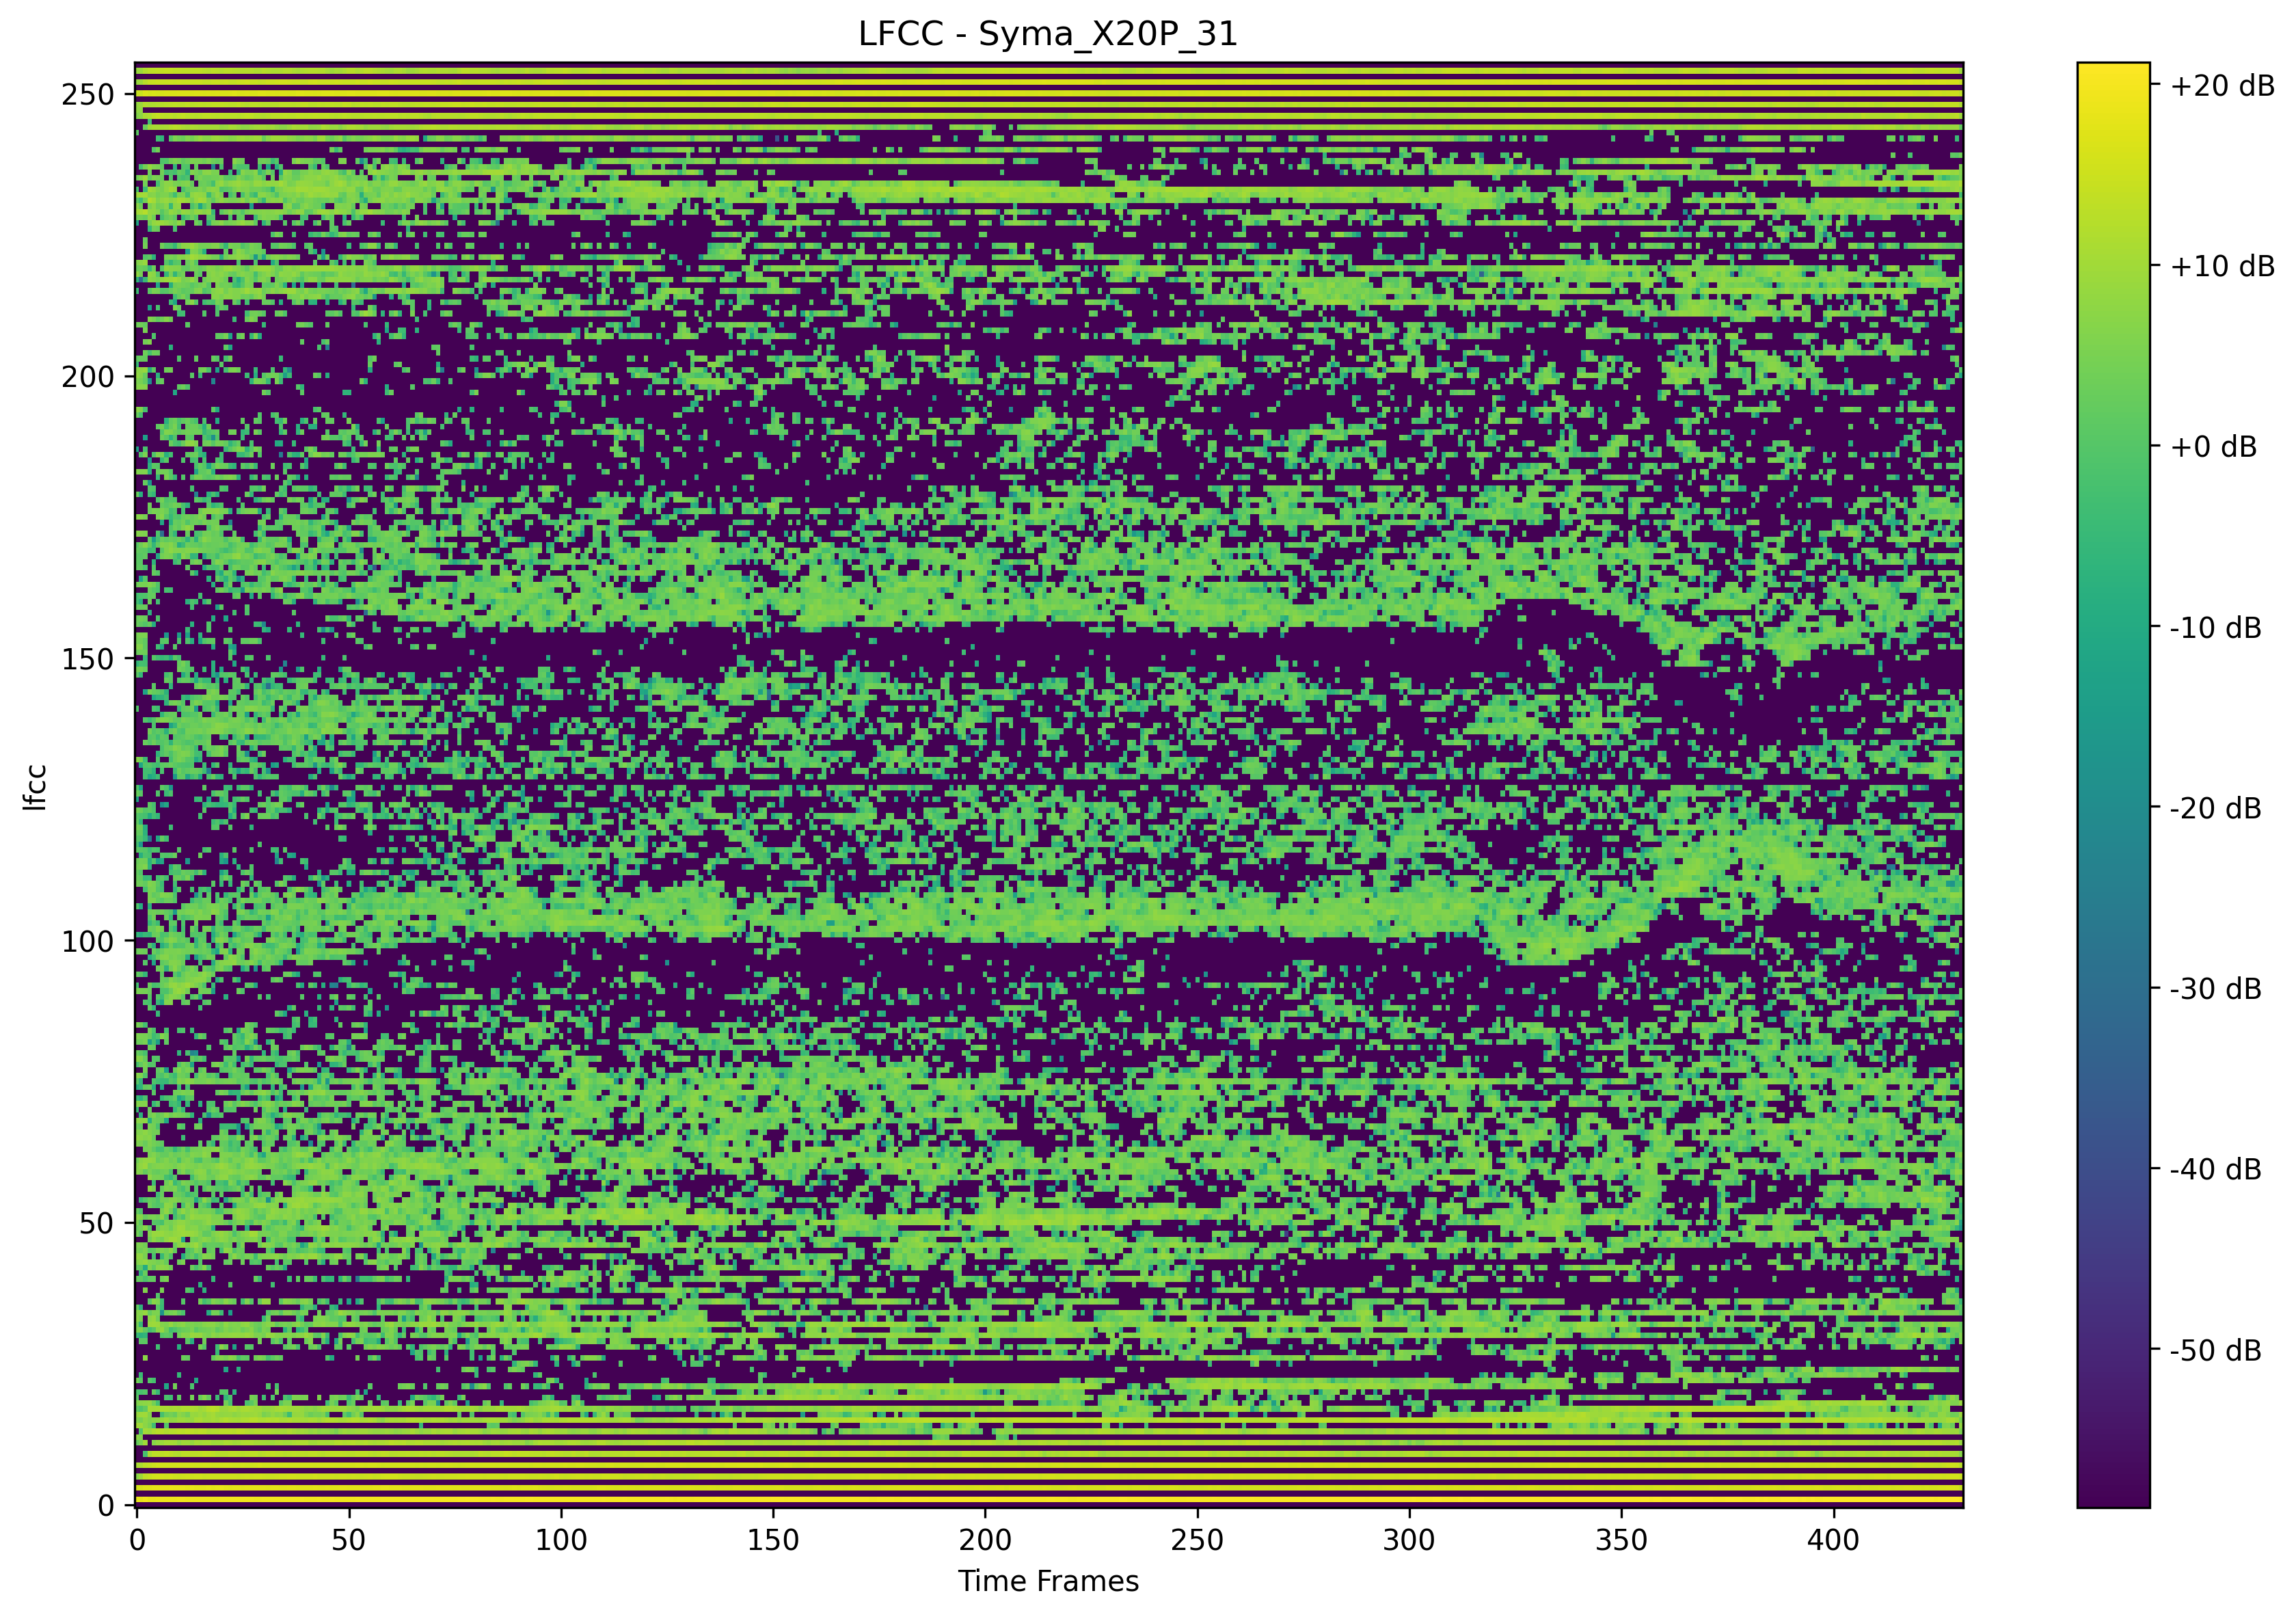 LFCC - Syma_X20P_31
250
200
150
100
50
0
lfcc
0 50 100 150 200 250 300 350 400
Time Frames
+20 dB
+10 dB
+0 dB
-10 dB
-20 dB
-30 dB
-40 dB
-50 dB